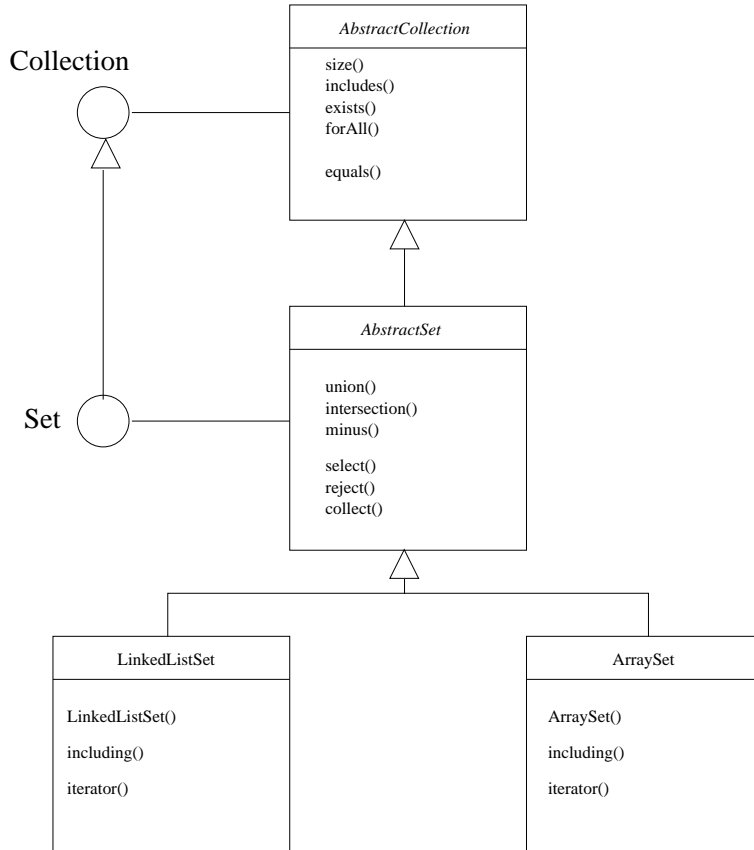 AbstractCollection
Collection
size()
includes()
exists()
forAll()
equals()
AbstractSet
Set
union()
intersection()
minus()
select()
reject()
collect()
LinkedListSet
LinkedListSet()
including()
iterator()
ArraySet
ArraySet()
including()
iterator()